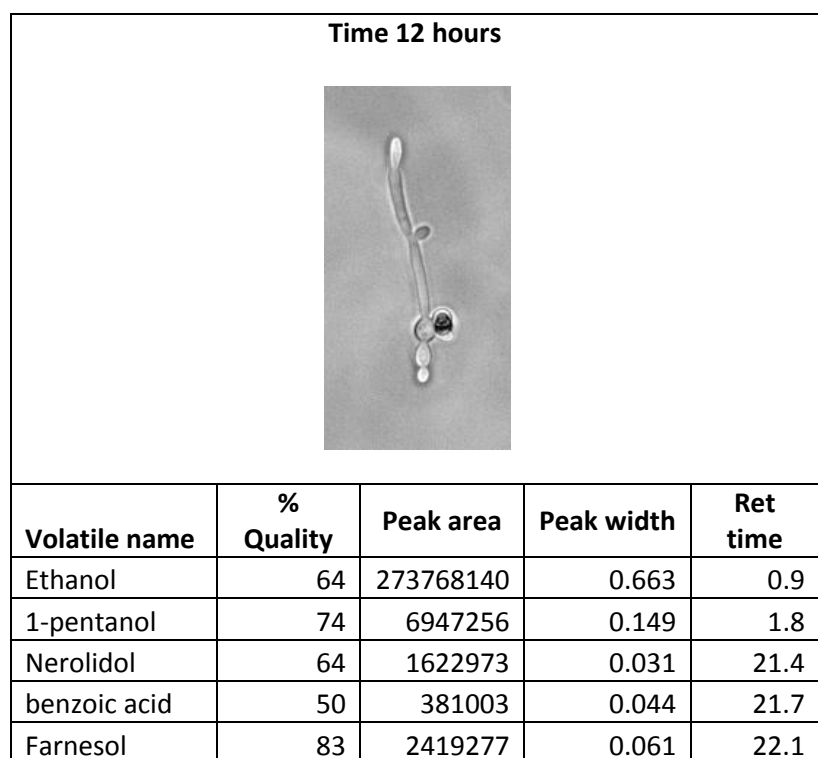 Time 12 hours
Volatile name % Quality Peak area Peak width Ret time
Ethanol 64 273768140 0.663 0.9
1-pentanol 74 6947256 0.149 1.8
Nerolidol 64 1622973 0.031 21.4
benzoic acid 50 381003 0.044 21.7
Farnesol 83 2419277 0.061 22.1